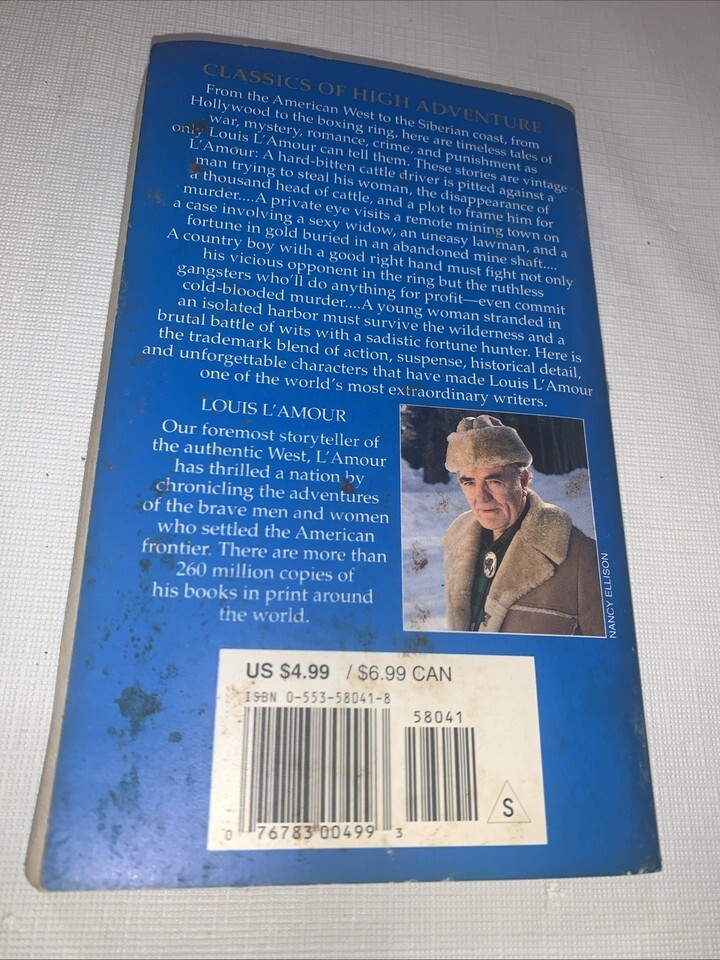 CLASSICS OF HIGH ADVENTURE
From the American West to the Siberian coast, from
Hollywood to the boxing ring, here are timeless tales of
war, mystery, romance, crime, and punishment as
only Louis L'Amour can tell them. These stories are vintage
L'Amour: A hard-bitten cattle driver is pitted against a
man trying to steal his woman, the disappearance of
a thousand head of cattle, and a plot to frame him for
murder....A private eye visits a remote mining town on
a case involving a sexy widow, an uneasy lawman, and a
fortune in gold buried in an abandoned mine shaft....
A country boy with a good right hand must fight not only
his vicious opponent in the ring but the ruthless
gangsters who'll do anything for profit—even commit
cold-blooded murder....A young woman stranded in
an isolated harbor must survive the wilderness and a
brutal battle of wits with a sadistic fortune hunter. Here is
the trademark blend of action, suspense, historical detail,
and unforgettable characters that have made Louis L'Amour
one of the world's most extraordinary writers.
LOUIS L'AMOUR
Our foremost storyteller of
the authentic West, L'Amour
has thrilled a nation by
chronicling the adventures
of the brave men and women
who settled the American
frontier. There are more than
260 million copies of
his books in print around
the world.
NANCY ELLISON
US $4.99 / $6.99 CAN
ISBN 0-553-58041-8
58041
S
0 76783 00499 3